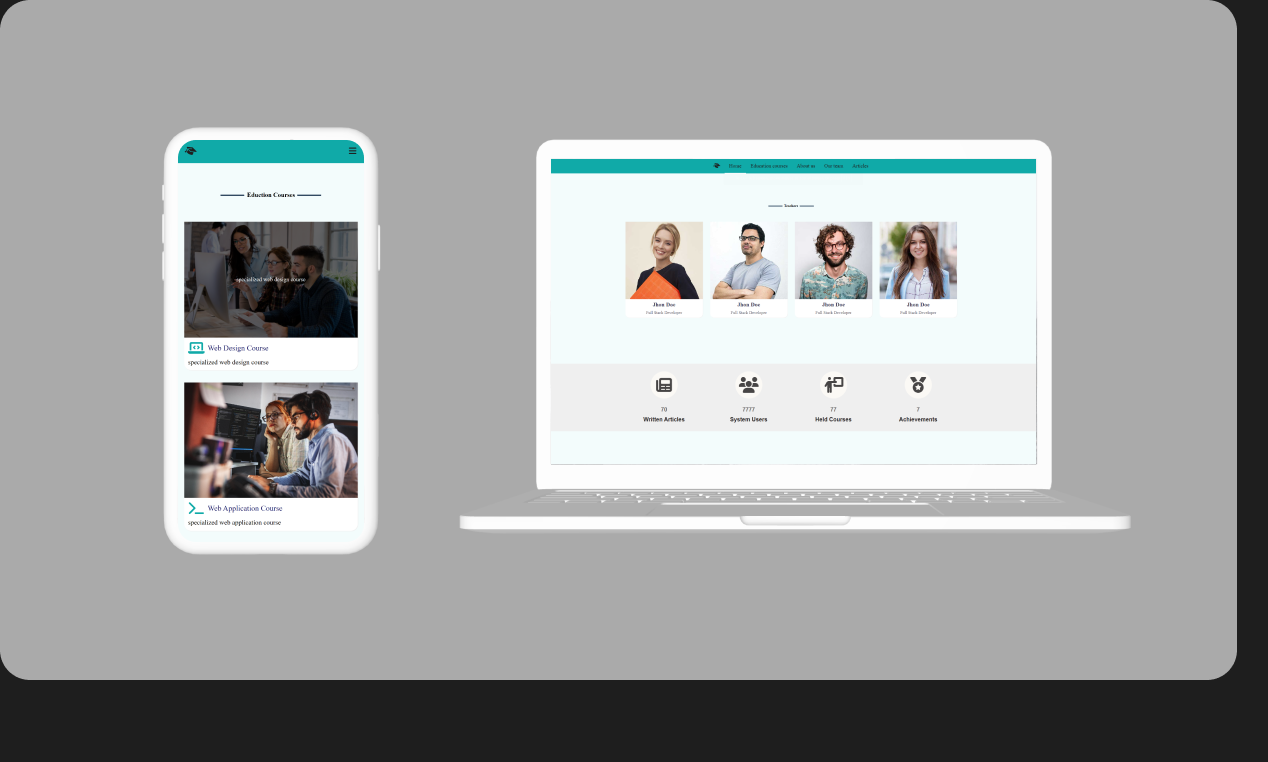 Eduction Courses
specialized web design course
Web Design Course
specialized web design course
Web Application Course
specialized web application course
Home Education courses About us Our team Articles
Teachers
Jhon Doe Jhon Doe Jhon Doe Jhon Doe
Full Stack Developer Full Stack Developer Full Stack Developer Full Stack Developer
7777 77 7
Written Articles System Users Held Courses Achievements